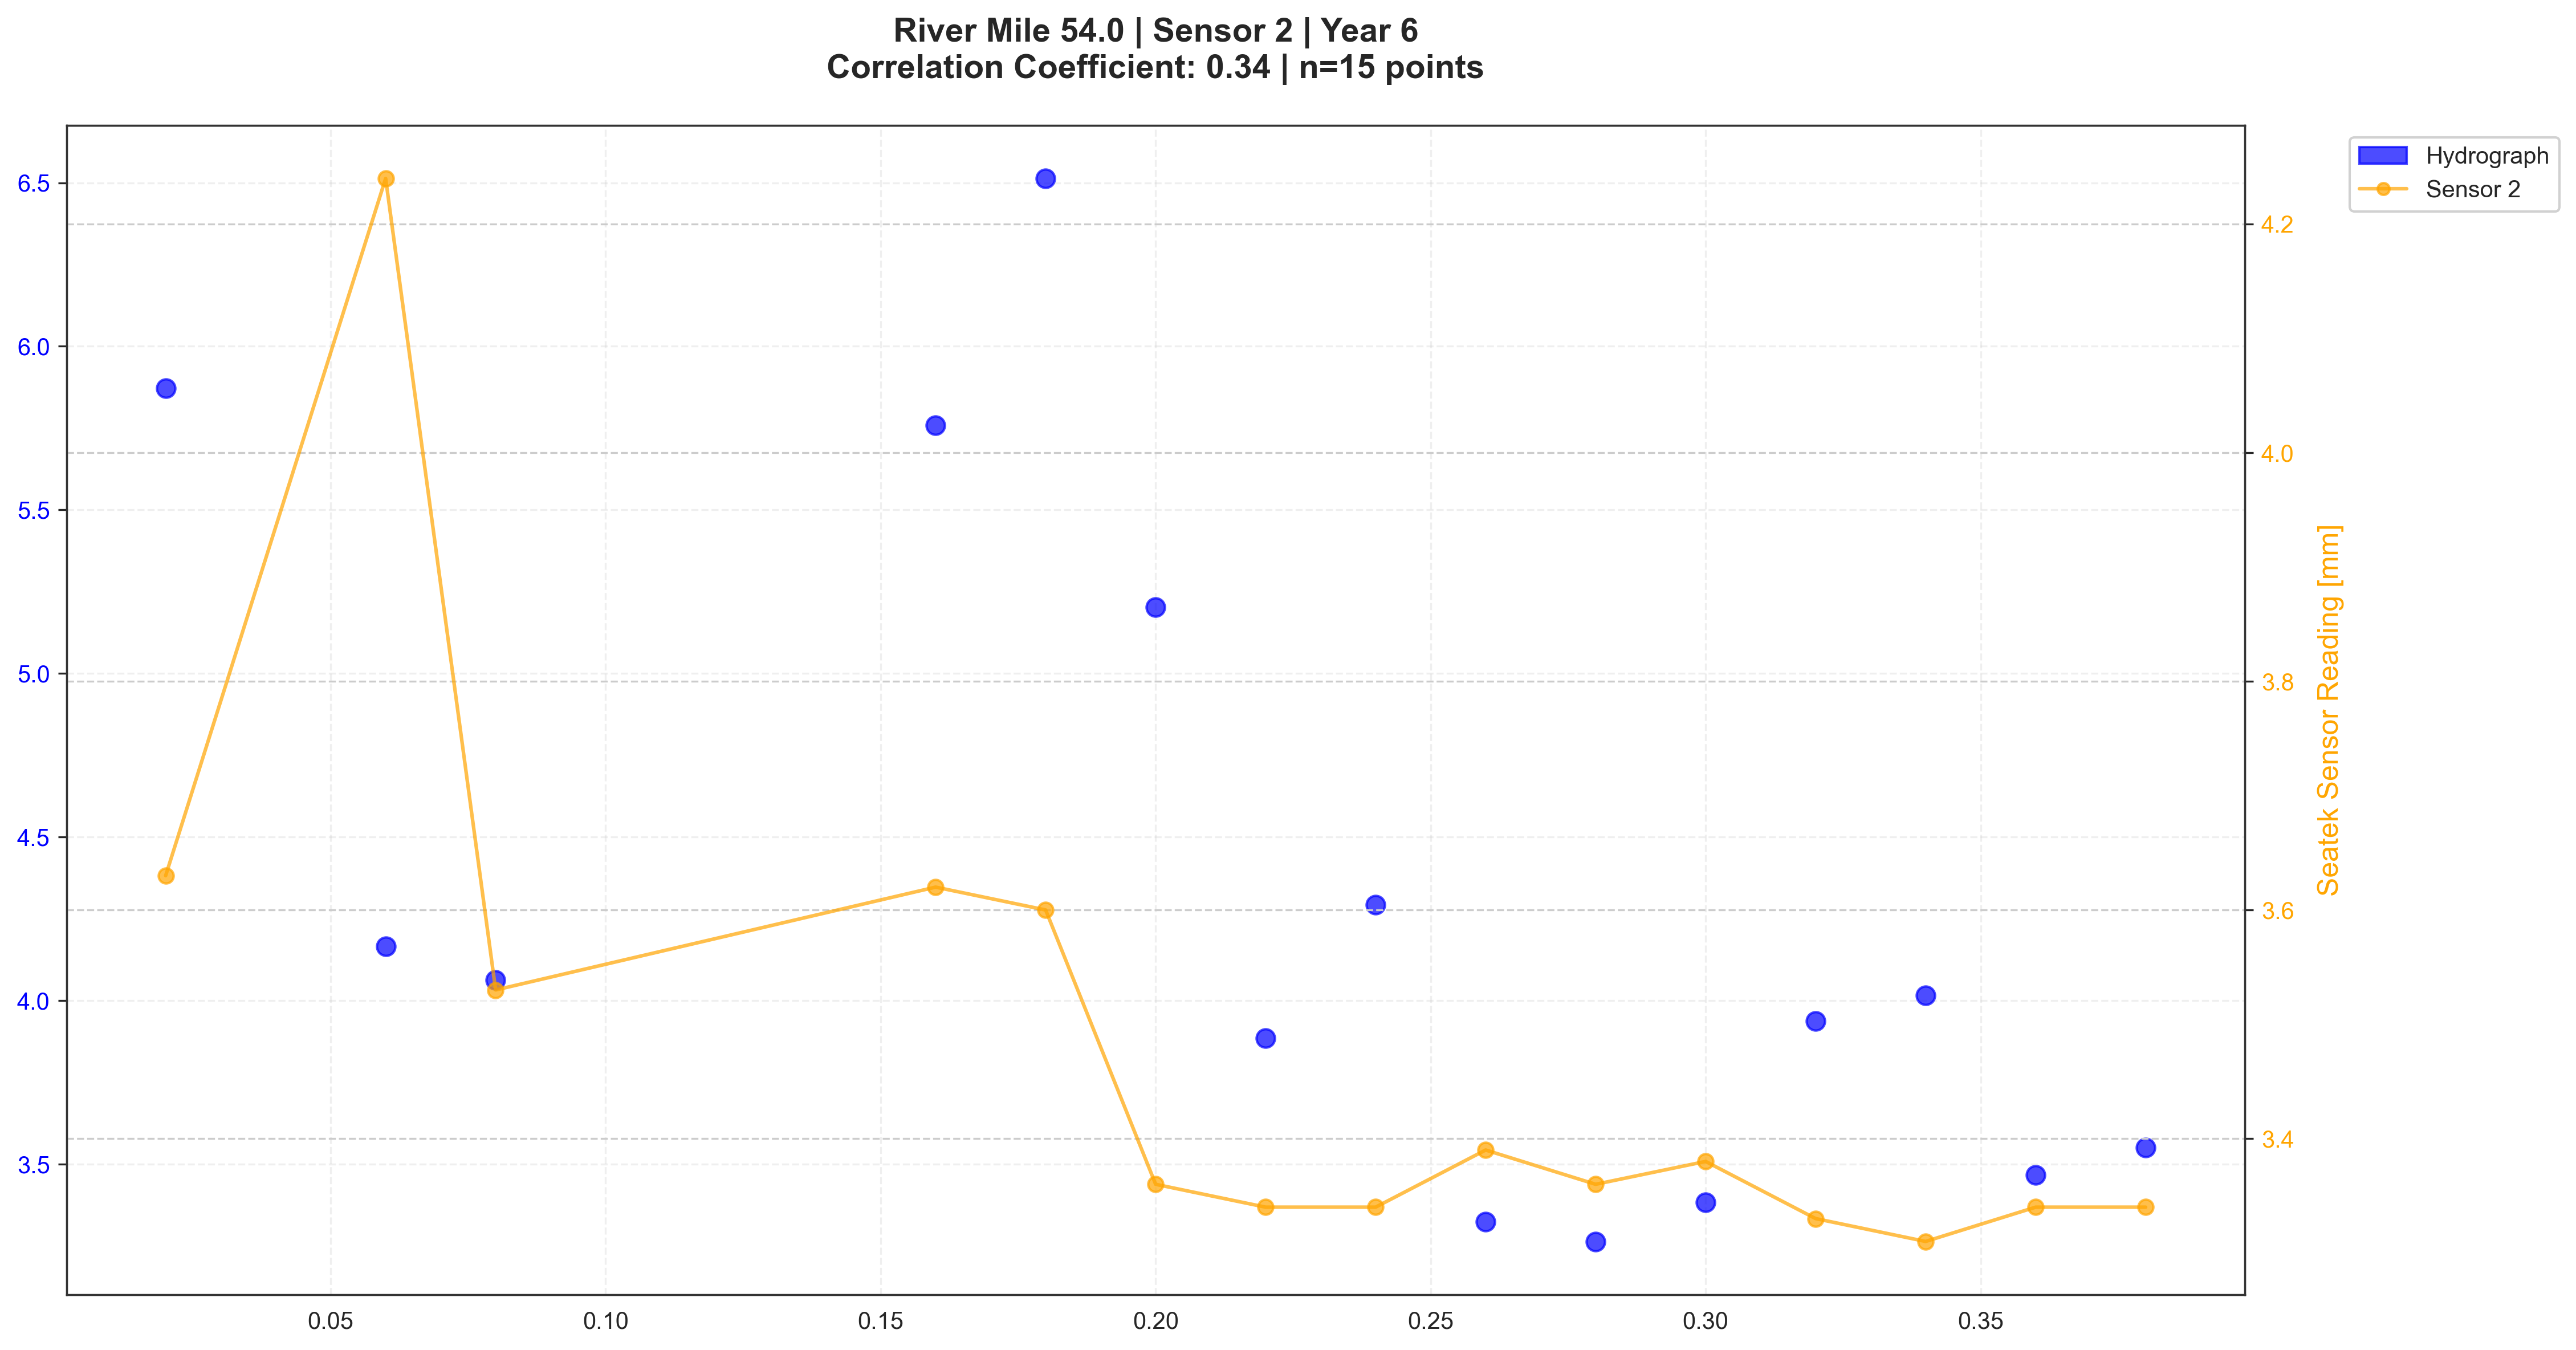 River Mile 54.0 | Sensor 2 | Year 6
Correlation Coefficient: 0.34 | n=15 points
Hydrograph
Sensor 2
6.5
6.0
5.5
5.0
4.5
4.0
3.5
4.2
4.0
3.8
3.6
3.4
Seatek Sensor Reading [mm]
0.05 0.10 0.15 0.20 0.25 0.30 0.35